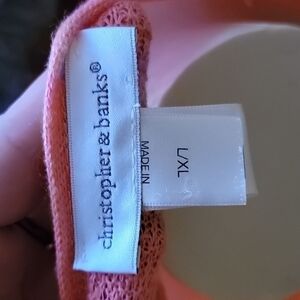 christopher & banks®
L/XL
MADE IN